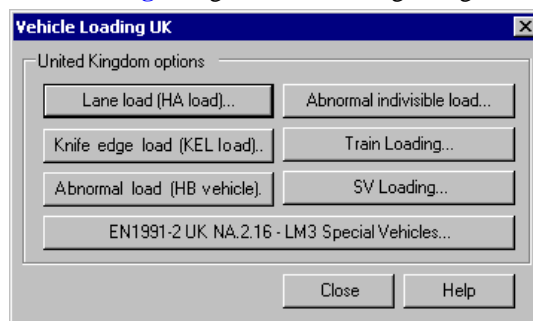 Vehicle Loading UK
United Kingdom options
Lane load (HA load)...
Abnormal indivisible load...
Knife edge load (KEL load)..
Train Loading...
Abnormal load (HB vehicle).
SV Loading...
EN1991-2 UK NA.2.16 - LM3 Special Vehicles...
Close
Help